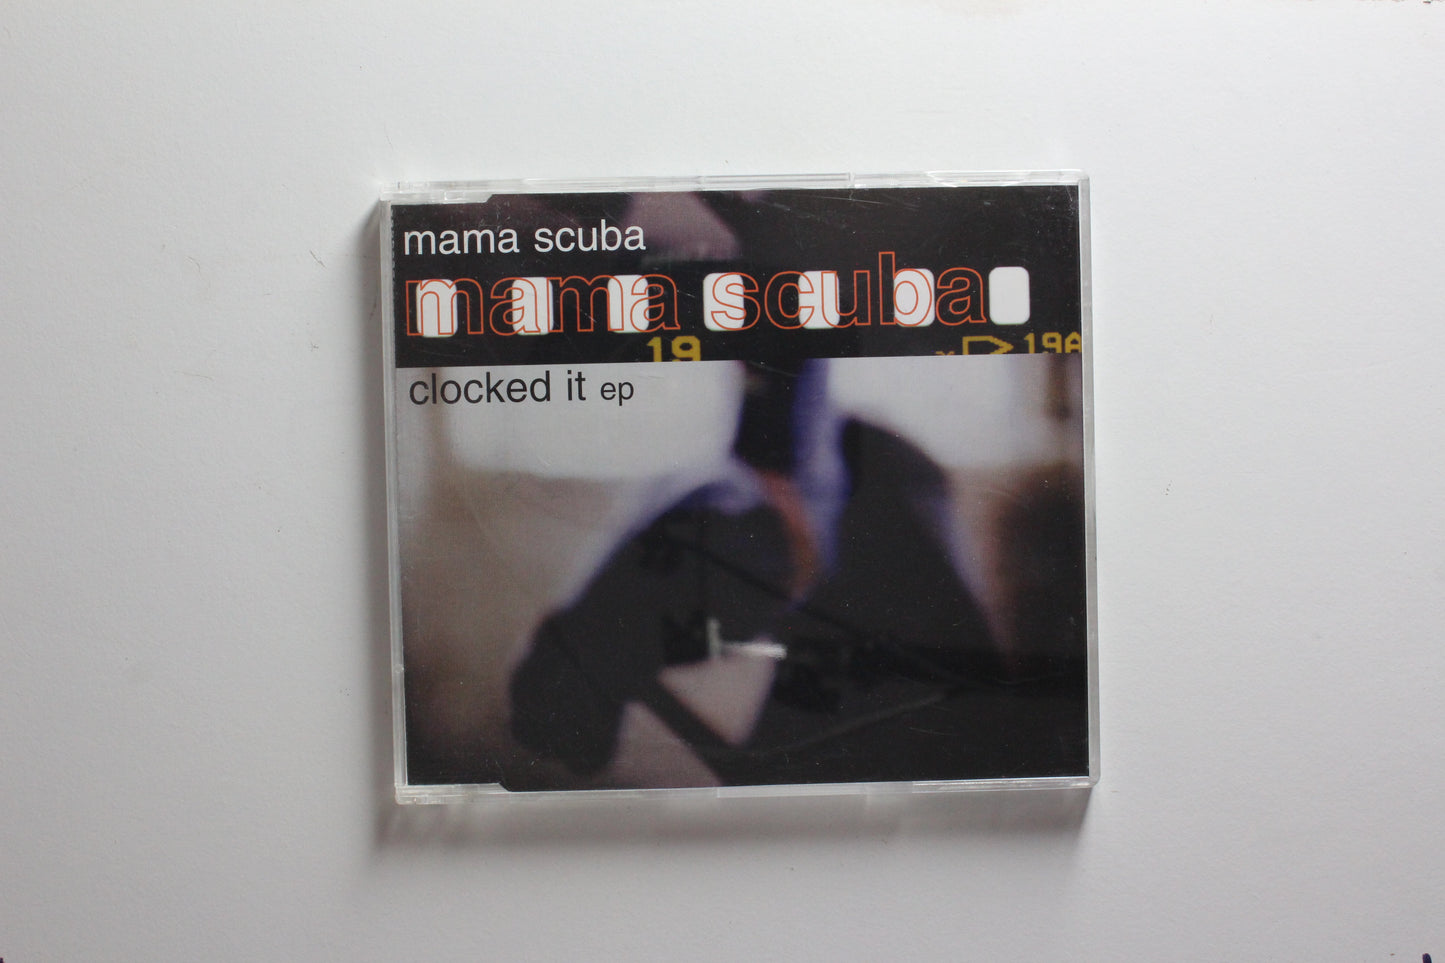 mama scuba
mama scuba
19
19A
clocked it ep